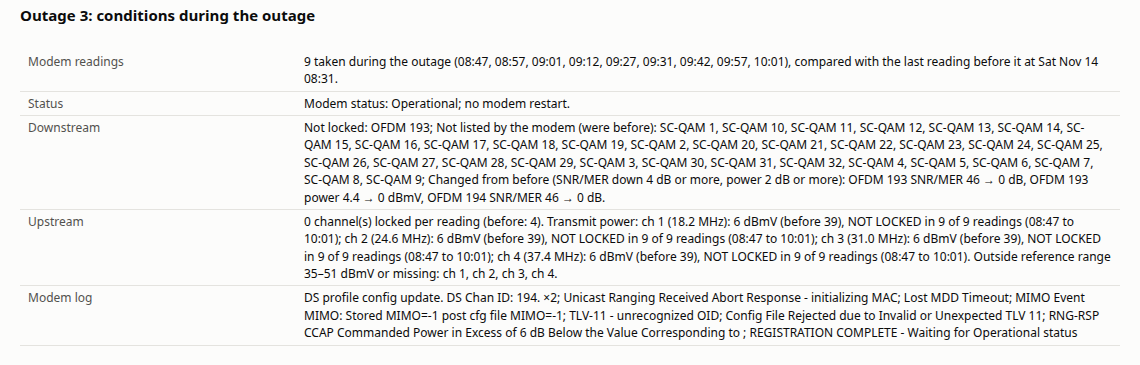 Outage 3: conditions during the outage
Modem readings
9 taken during the outage (08:47, 08:57, 09:01, 09:12, 09:27, 09:31, 09:42, 09:57, 10:01), compared with the last reading before it at Sat Nov 14
08:31.
Status
Modem status: Operational; no modem restart.
Downstream
Not locked: OFDM 193; Not listed by the modem (were before): SC-QAM 1, SC-QAM 10, SC-QAM 11, SC-QAM 12, SC-QAM 13, SC-QAM 14, SC-
QAM 15, SC-QAM 16, SC-QAM 17, SC-QAM 18, SC-QAM 19, SC-QAM 2, SC-QAM 20, SC-QAM 21, SC-QAM 22, SC-QAM 23, SC-QAM 24, SC-QAM 25,
SC-QAM 26, SC-QAM 27, SC-QAM 28, SC-QAM 29, SC-QAM 3, SC-QAM 30, SC-QAM 31, SC-QAM 32, SC-QAM 4, SC-QAM 5, SC-QAM 6, SC-QAM 7,
SC-QAM 8, SC-QAM 9; Changed from before (SNR/MER down 4 dB or more, power 2 dB or more): OFDM 193 SNR/MER 46 → 0 dB, OFDM 193
power 4.4 → 0 dBmV, OFDM 194 SNR/MER 46 → 0 dB.
Upstream
0 channel(s) locked per reading (before: 4). Transmit power: ch 1 (18.2 MHz): 6 dBmV (before 39), NOT LOCKED in 9 of 9 readings (08:47 to
10:01); ch 2 (24.6 MHz): 6 dBmV (before 39), NOT LOCKED in 9 of 9 readings (08:47 to 10:01); ch 3 (31.0 MHz): 6 dBmV (before 39), NOT LOCKED
in 9 of 9 readings (08:47 to 10:01); ch 4 (37.4 MHz): 6 dBmV (before 39), NOT LOCKED in 9 of 9 readings (08:47 to 10:01). Outside reference range
35–51 dBmV or missing: ch 1, ch 2, ch 3, ch 4.
Modem log
DS profile config update. DS Chan ID: 194. ×2; Unicast Ranging Received Abort Response - initializing MAC; Lost MDD Timeout; MIMO Event
MIMO: Stored MIMO=-1 post cfg file MIMO=-1; TLV-11 - unrecognized OID; Config File Rejected due to Invalid or Unexpected TLV 11; RNG-RSP
CCAP Commanded Power in Excess of 6 dB Below the Value Corresponding to ; REGISTRATION COMPLETE - Waiting for Operational status